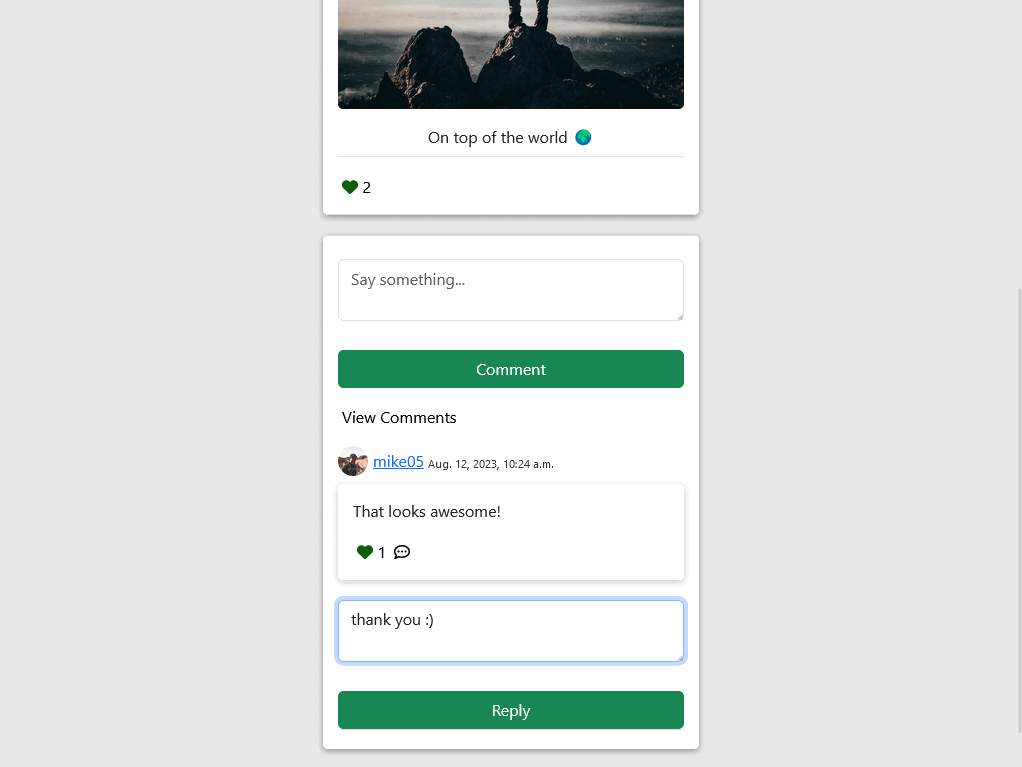 On top of the world 🌍
2
Say something...
Comment
View Comments
mike05 Aug. 12, 2023, 10:24 a.m.
That looks awesome!
1
thank you :)
Reply